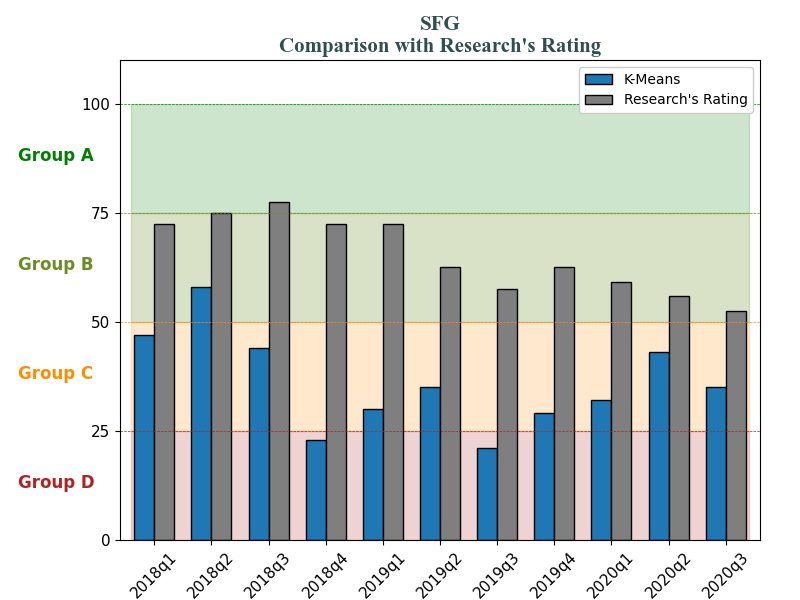 SFG
Comparison with Research's Rating
K-Means
Research's Rating
100
Group A
75
Group B
50
Group C
25
Group D
0
2018q1
2018q2
2018q3
2018q4
2019q1
2019q2
2019q3
2019q4
2020q1
2020q2
2020q3